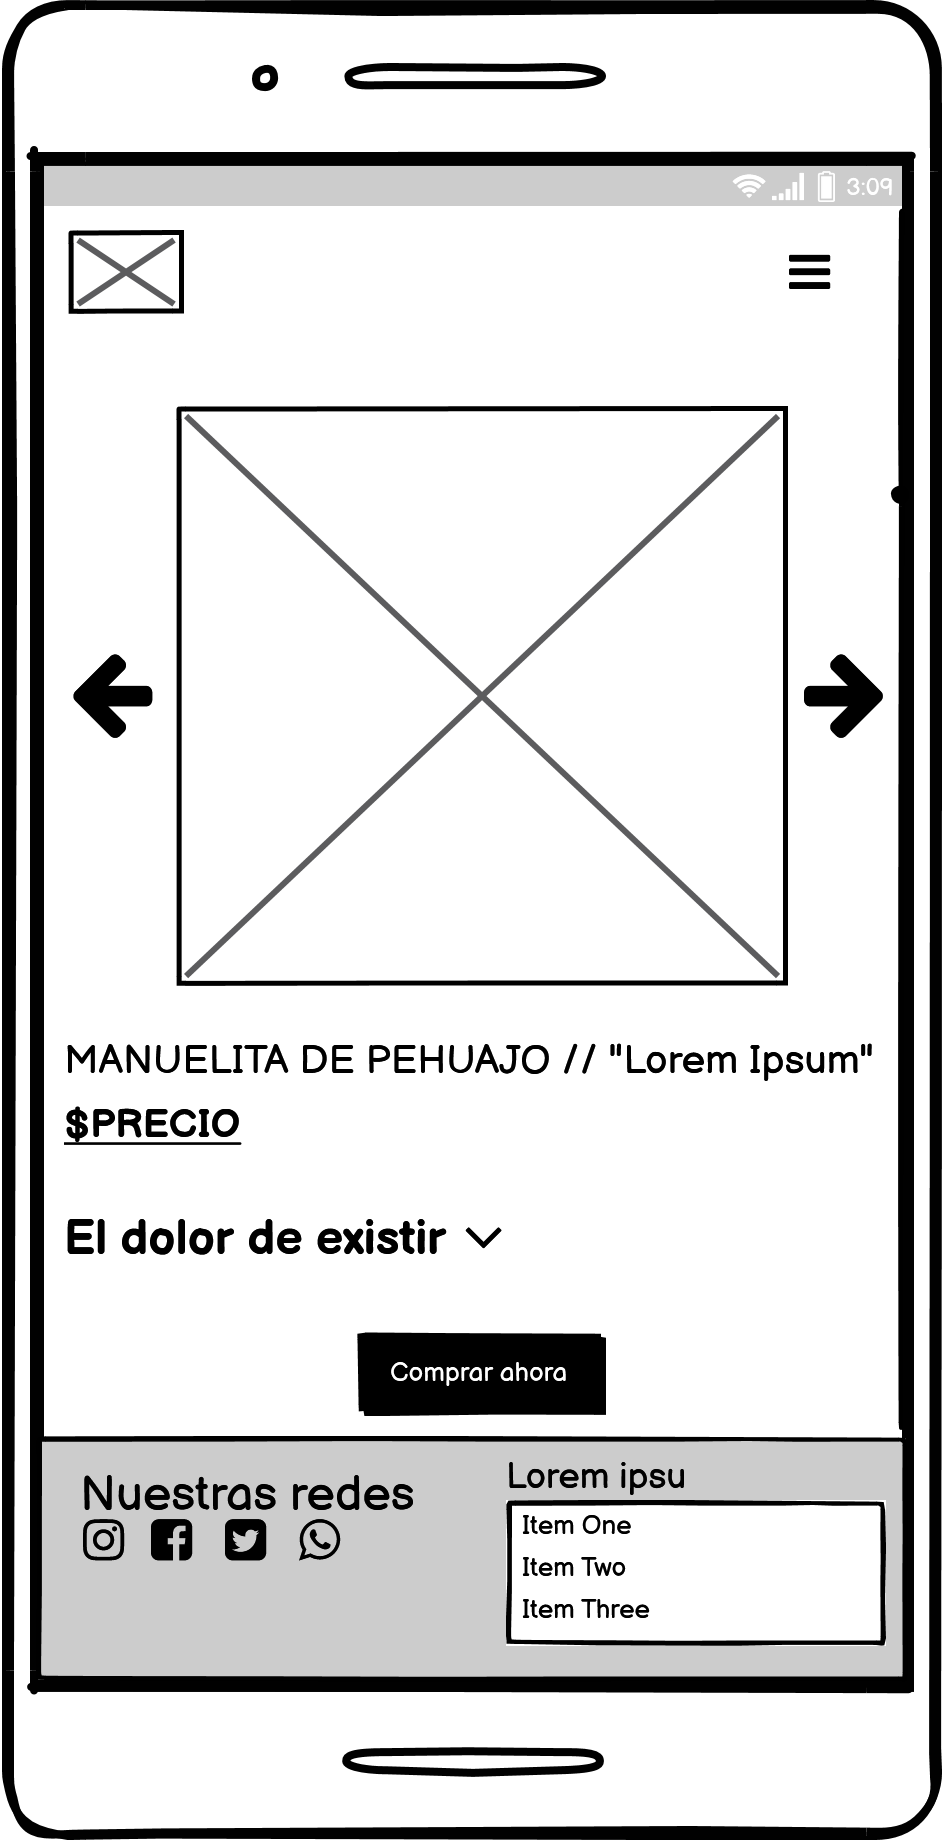 3:09
MANUELITA DE PEHUAJO // "Lorem Ipsum"
$PRECIO
El dolor de existir
Comprar ahora
Nuestras redes
Lorem ipsu
Item One
Item Two
Item Three